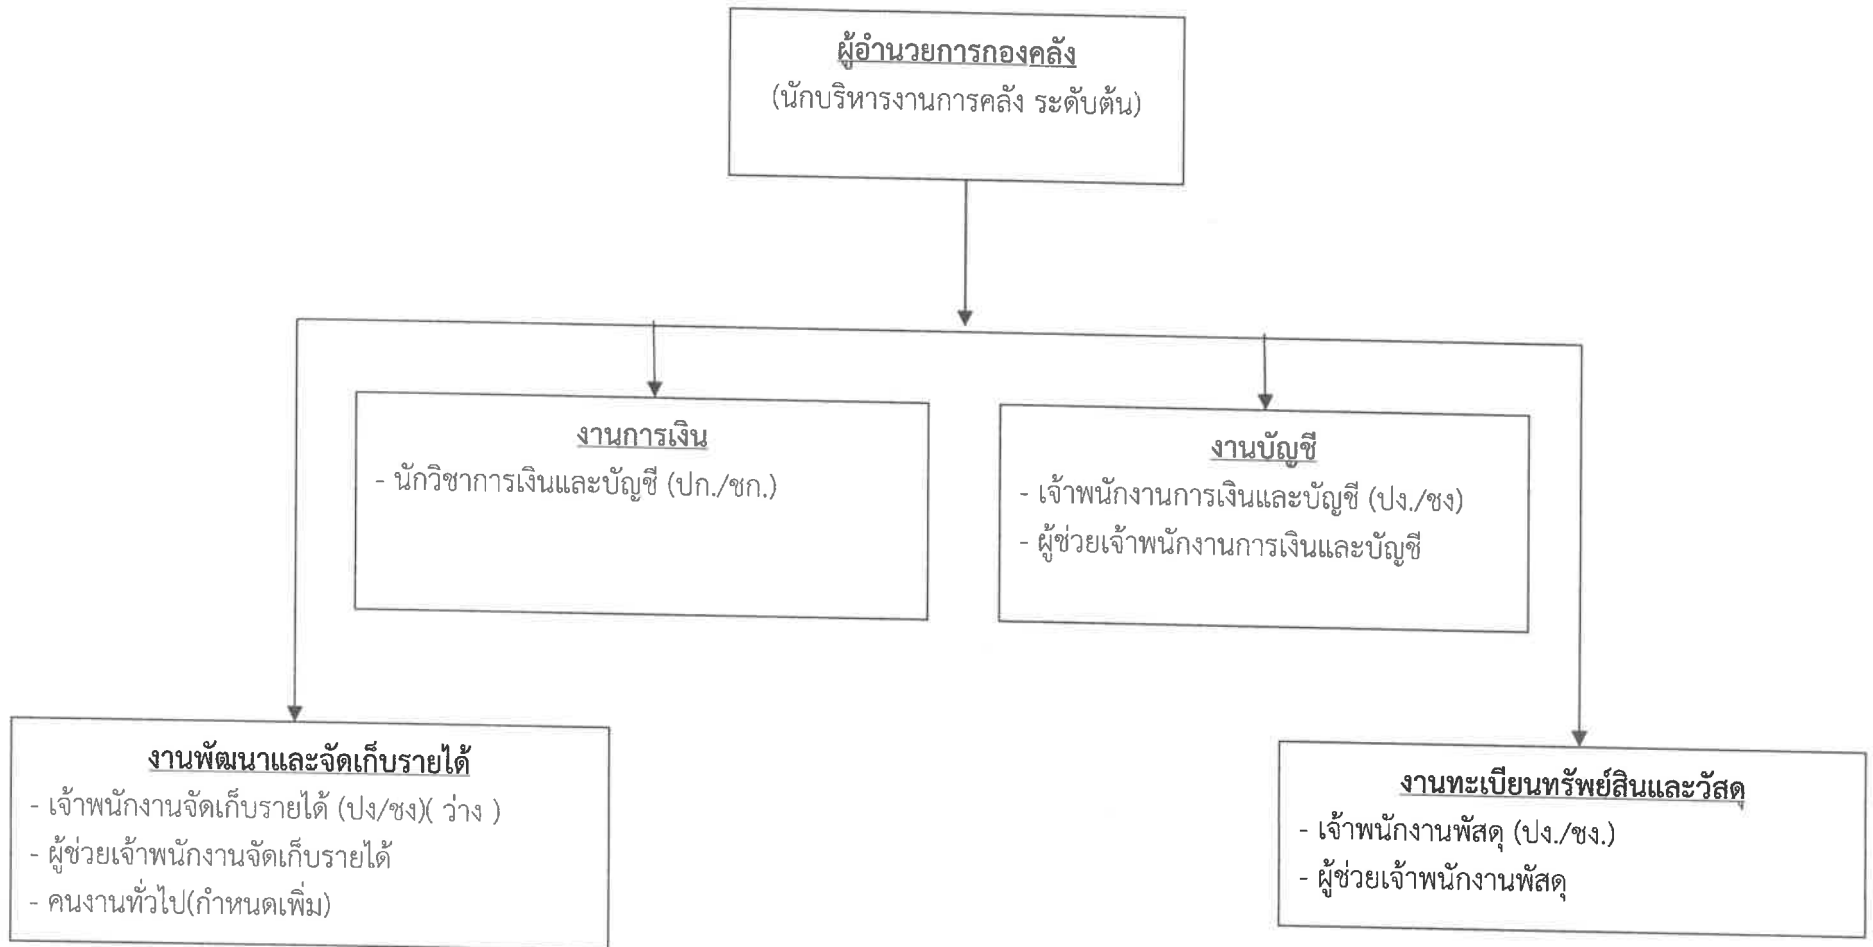 ผู้อำนวยการกองคลัง
(นักบริหารงานการคลัง ระดับต้น)
งานการเงิน
- นักวิชาการเงินและบัญชี (ปก./ชก.)
งานบัญชี
- เจ้าพนักงานการเงินและบัญชี (ปง./ชง)
- ผู้ช่วยเจ้าพนักงานการเงินและบัญชี
งานพัฒนาและจัดเก็บรายได้
- เจ้าพนักงานจัดเก็บรายได้ (ปง/ชง)( ว่าง )
- ผู้ช่วยเจ้าพนักงานจัดเก็บรายได้
- คนงานทั่วไป(กำหนดเพิ่ม)
งานทะเบียนทรัพย์สินและวัสดุ
- เจ้าพนักงานพัสดุ (ปง./ชง.)
- ผู้ช่วยเจ้าพนักงานพัสดุ